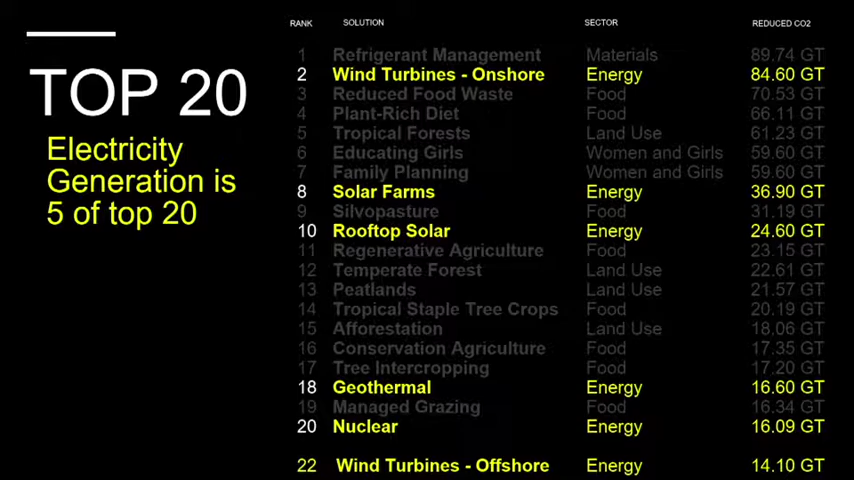 RANK SOLUTION SECTOR REDUCED CO2
TOP 20
Electricity
Generation is
5 of top 20
1 Refrigerant Management Materials 89.74 GT
2 Wind Turbines - Onshore Energy 84.60 GT
3 Reduced Food Waste Food 70.53 GT
4 Plant-Rich Diet Food 66.11 GT
5 Tropical Forests Land Use 61.23 GT
6 Educating Girls Women and Girls 59.60 GT
7 Family Planning Women and Girls 59.60 GT
8 Solar Farms Energy 36.90 GT
9 Silvopasture Food 31.19 GT
10 Rooftop Solar Energy 24.60 GT
11 Regenerative Agriculture Food 23.15 GT
12 Temperate Forest Land Use 22.61 GT
13 Peatlands Land Use 21.57 GT
14 Tropical Staple Tree Crops Food 20.19 GT
15 Afforestation Land Use 18.06 GT
16 Conservation Agriculture Food 17.35 GT
17 Tree Intercropping Food 17.20 GT
18 Geothermal Energy 16.60 GT
19 Managed Grazing Food 16.34 GT
20 Nuclear Energy 16.09 GT
22 Wind Turbines - Offshore Energy 14.10 GT